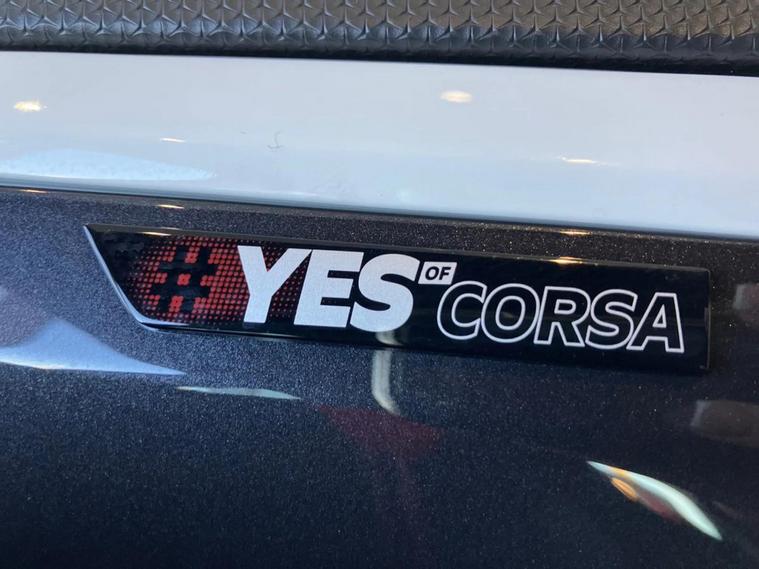 #YES OF CORSA